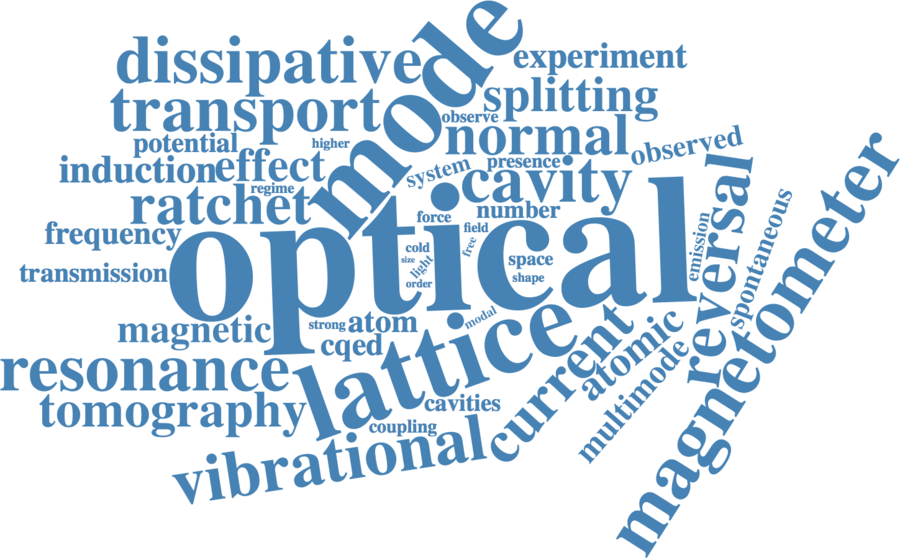 mode
dissipative
experiment
splitting
transport
observe
normal
potential
higher
observed
induction
effect
system
presence
cavity
regime
reversal
magnetometer
ratchet
optical
force
number
field
frequency
free
cold
size
light
space
emission
spontaneous
transmission
order
shape
magnetic
strong
atom
modal
cqed
lattice
current
atomic
multimode
resonance
tomography
cavities
coupling
vibrational